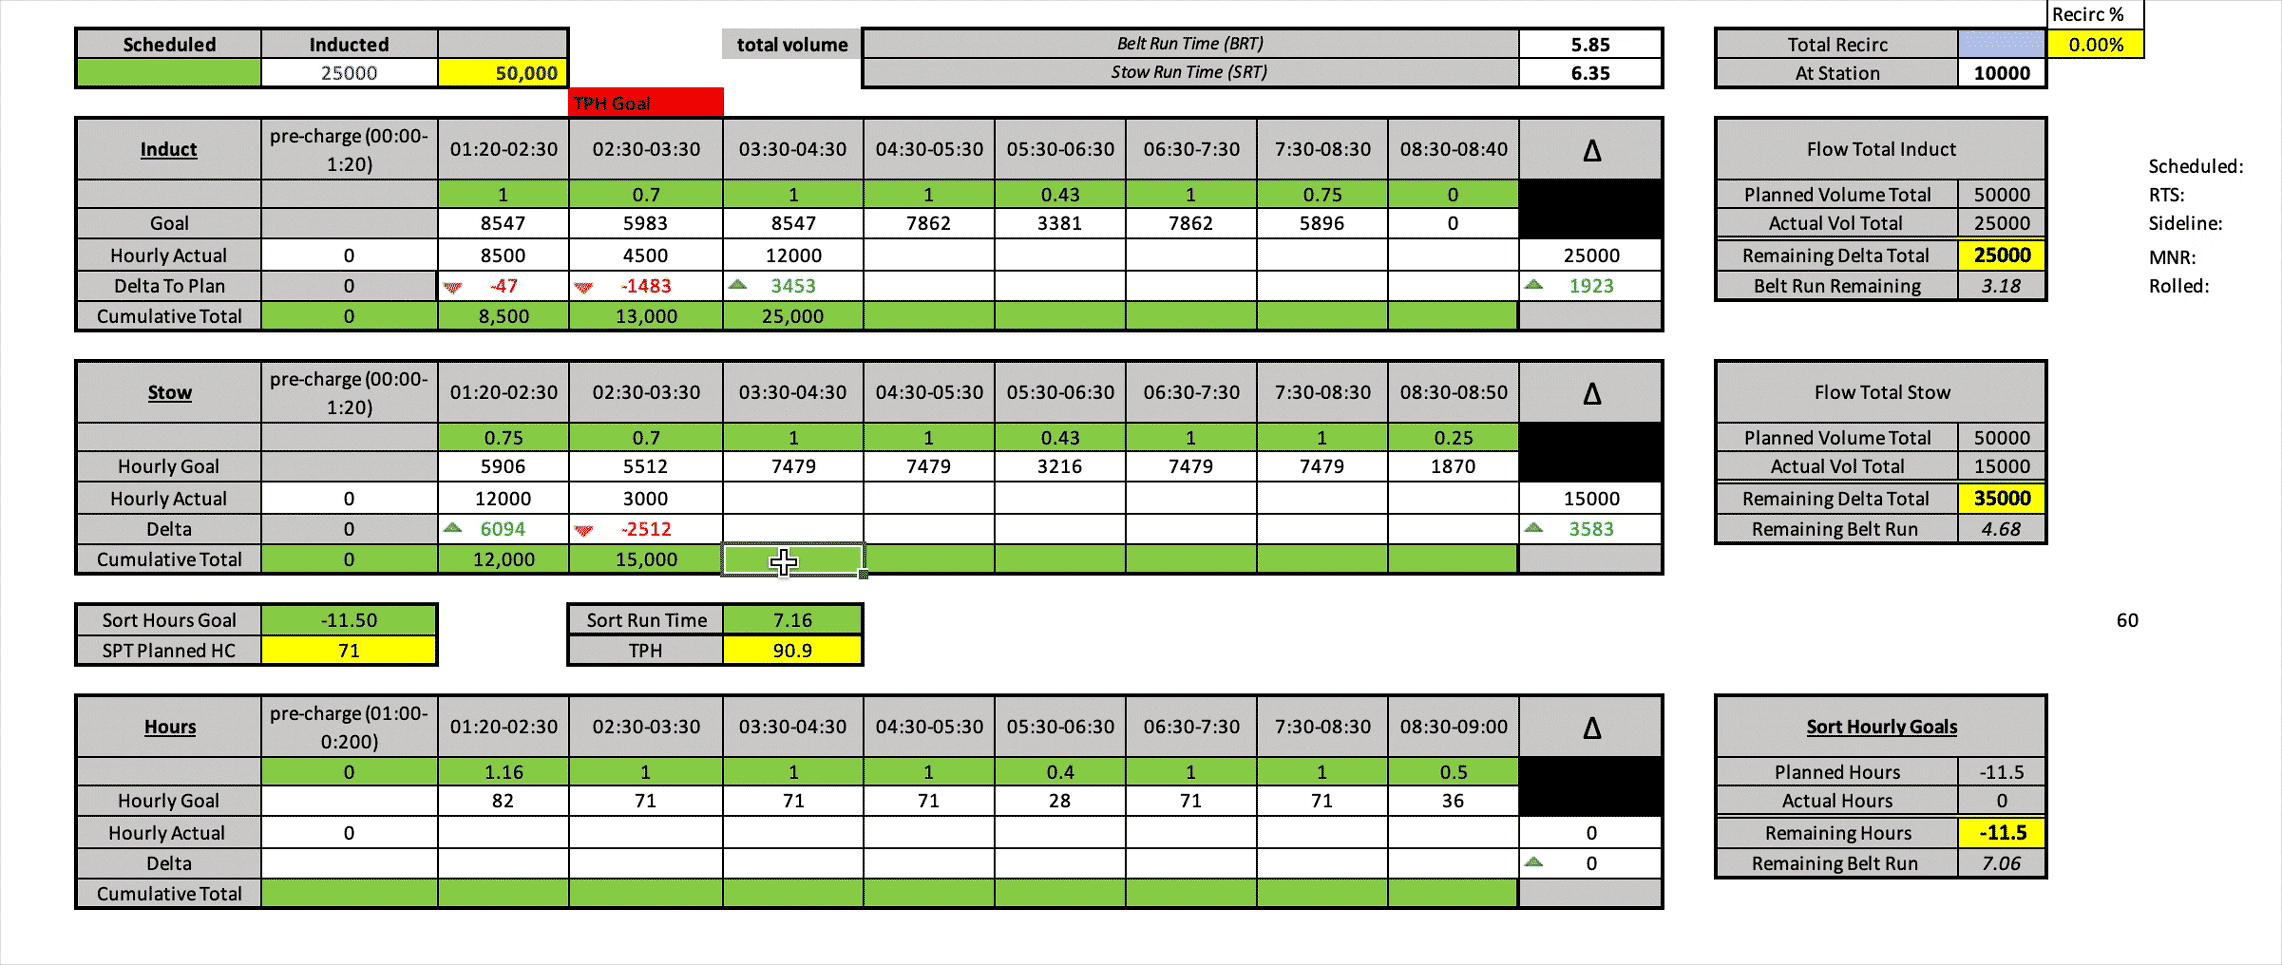 Recirc %
Scheduled Inducted total volume Belt Run Time (BRT) 5.85 Total Recirc 0.00%
25000 50,000 Stow Run Time (SRT) 6.35 At Station 10000
TPH Goal
Induct pre-charge (00:00-1:20) 01:20-02:30 02:30-03:30 03:30-04:30 04:30-05:30 05:30-06:30 06:30-7:30 7:30-08:30 08:30-08:40 Δ Flow Total Induct
Scheduled:
1 0.7 1 1 0.43 1 0.75 0 Planned Volume Total 50000 RTS:
Goal 8547 5983 8547 7862 3381 7862 5896 0 Actual Vol Total 25000 Sideline:
Hourly Actual 0 8500 4500 12000 25000 Remaining Delta Total 25000 MNR:
Delta To Plan 0 -47 -1483 3453 1923 Belt Run Remaining 3.18 Rolled:
Cumulative Total 0 8,500 13,000 25,000
Stow pre-charge (00:00-1:20) 01:20-02:30 02:30-03:30 03:30-04:30 04:30-05:30 05:30-06:30 06:30-7:30 7:30-08:30 08:30-08:50 Δ Flow Total Stow
0.75 0.7 1 1 0.43 1 1 0.25 Planned Volume Total 50000
Hourly Goal 5906 5512 7479 7479 3216 7479 7479 1870 Actual Vol Total 15000
Hourly Actual 0 12000 3000 15000 Remaining Delta Total 35000
Delta 0 6094 -2512 3583 Remaining Belt Run 4.68
Cumulative Total 0 12,000 15,000
Sort Hours Goal -11.50 Sort Run Time 7.16 60
SPT Planned HC 71 TPH 90.9
Hours pre-charge (01:00-0:200) 01:20-02:30 02:30-03:30 03:30-04:30 04:30-05:30 05:30-06:30 06:30-7:30 7:30-08:30 08:30-09:00 Δ Sort Hourly Goals
0 1.16 1 1 1 0.4 1 1 0.5 Planned Hours -11.5
Hourly Goal 82 71 71 71 28 71 71 36 Actual Hours 0
Hourly Actual 0 0 Remaining Hours -11.5
Delta 0 Remaining Belt Run 7.06
Cumulative Total